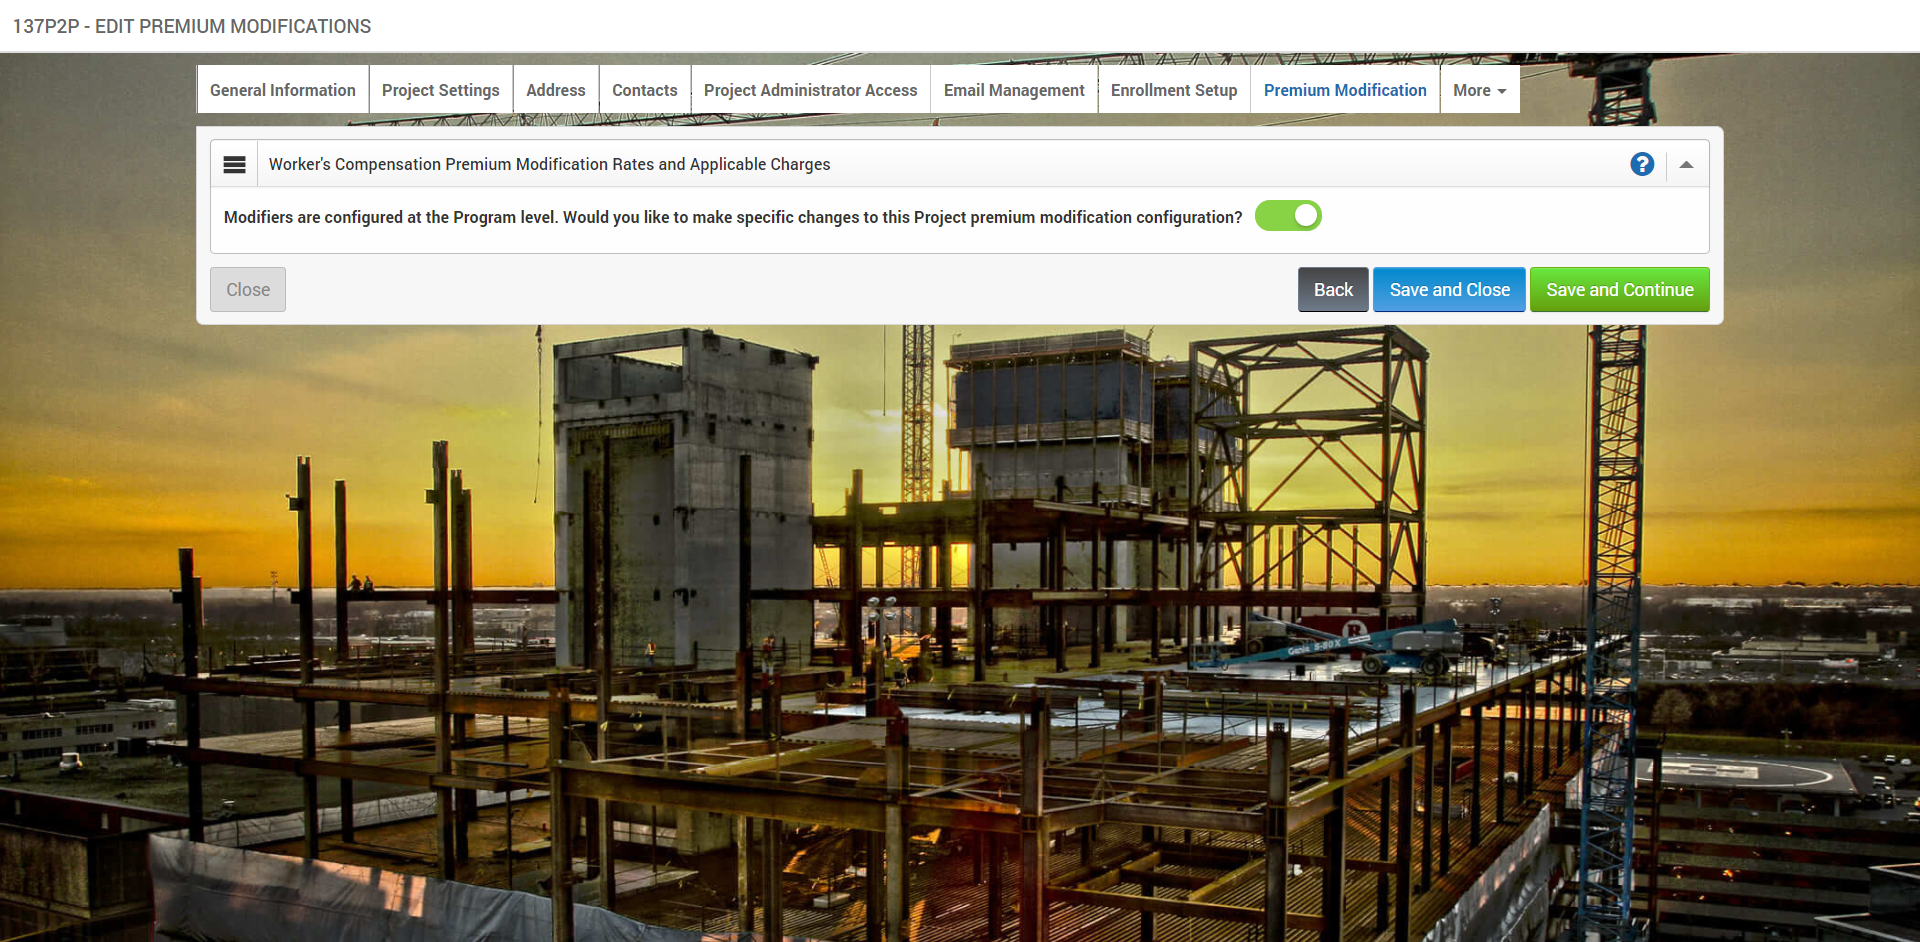 137P2P - EDIT PREMIUM MODIFICATIONS
General Information Project Settings Address Contacts Project Administrator Access Email Management Enrollment Setup Premium Modification More
Worker's Compensation Premium Modification Rates and Applicable Charges ?
Modifiers are configured at the Program level. Would you like to make specific changes to this Project premium modification configuration?
Close Back Save and Close Save and Continue
R
Genie S-80X